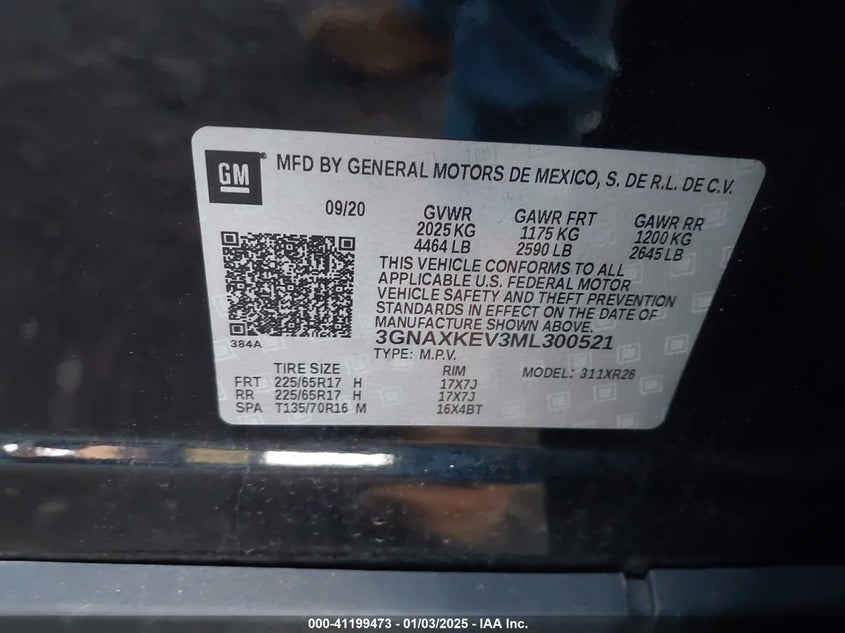 GM® MFD BY GENERAL MOTORS DE MEXICO, S. DE R.L. DE C.V.
09/20 GVWR GAWR FRT GAWR RR
2025 KG 1175 KG 1200 KG
4464 LB 2590 LB 2645 LB
THIS VEHICLE CONFORMS TO ALL
APPLICABLE U.S. FEDERAL MOTOR
VEHICLE SAFETY AND THEFT PREVENTION
STANDARDS IN EFFECT ON THE DATE OF
MANUFACTURE SHOWN ABOVE.
384A 3GNAXKEV3ML300521
TYPE: M.P.V.
TIRE SIZE RIM MODEL: 311XR26
FRT 225/65R17 H 17X7J
RR 225/65R17 H 17X7J
SPA T135/70R16 M 16X4BT
000-41199473 — 01/03/2025 — © IAA Inc.